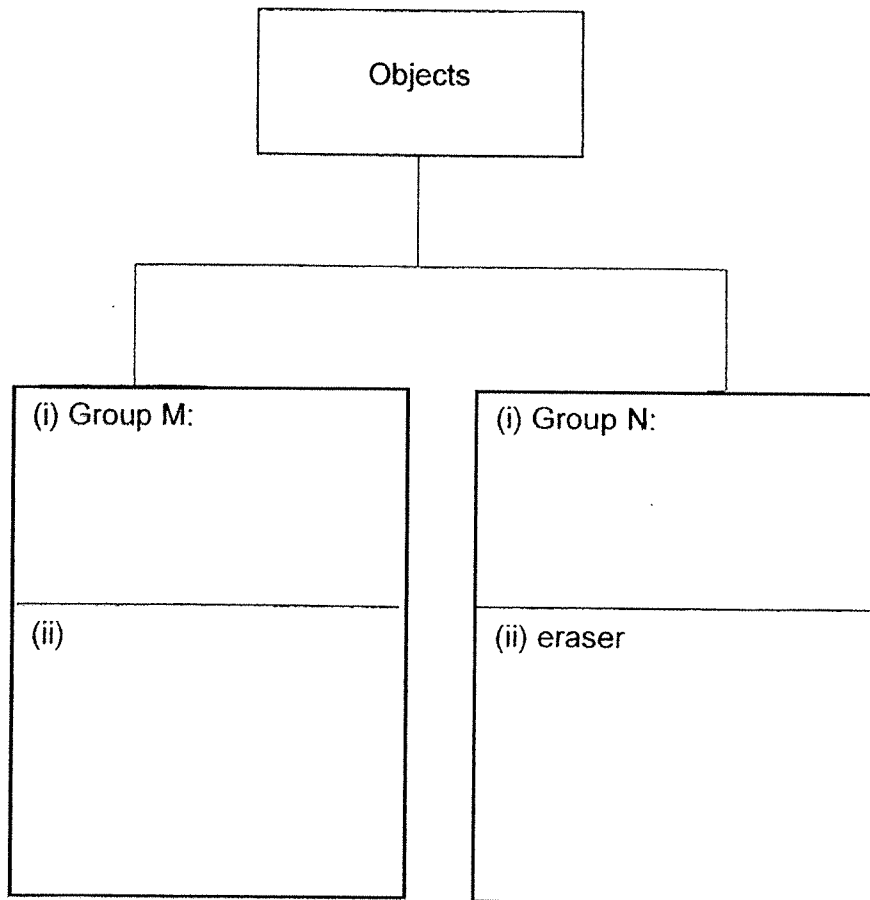 Objects
(i) Group M:
(ii)
(i) Group N:
(ii) eraser